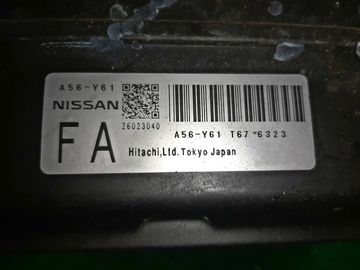 A56-Y61
NISSAN
26023040
FA
A56-Y61 T67 6323
Hitachi,Ltd.Tokyo Japan